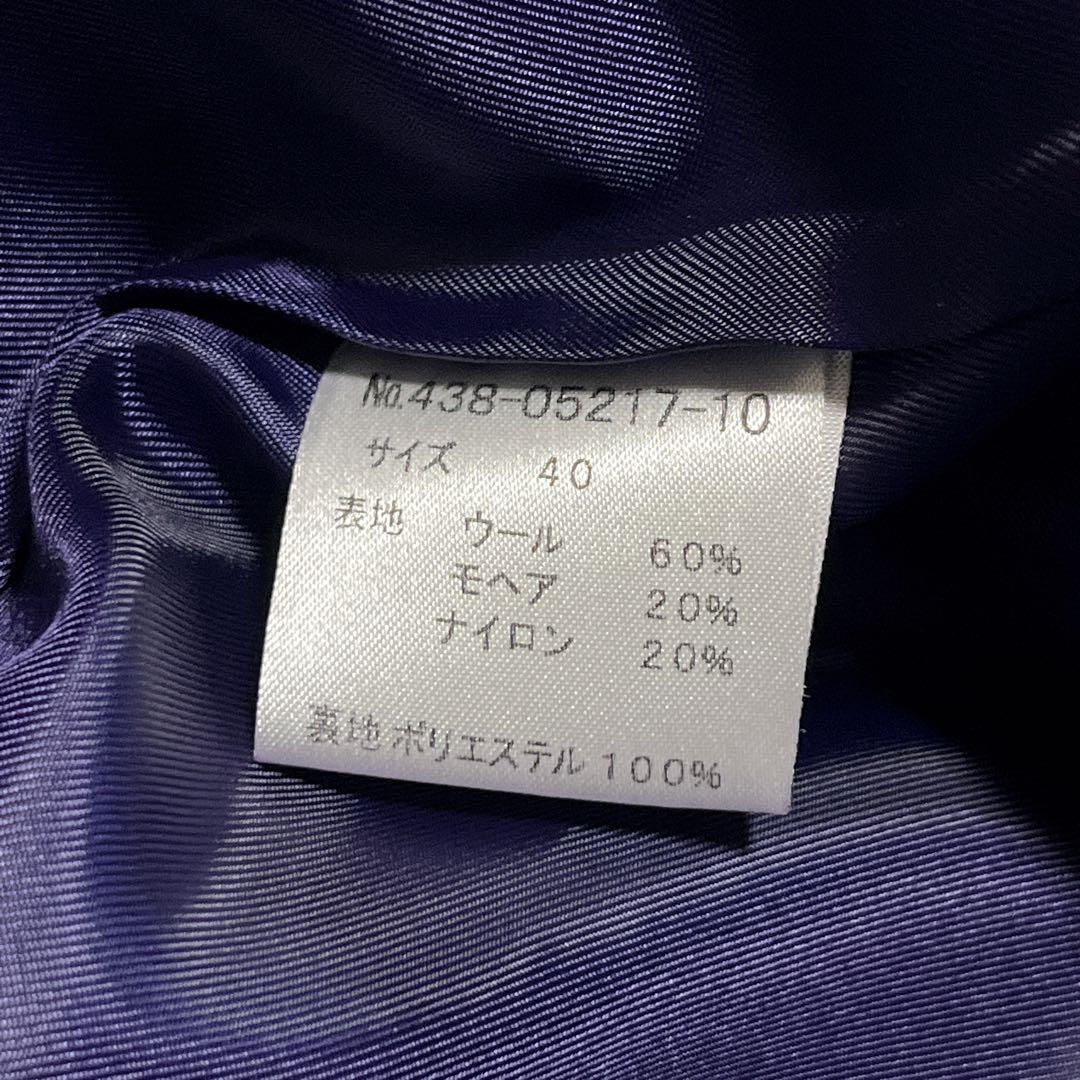 No.438-05217-10
サイズ 40
表地 ウール 60%
モヘア 20%
ナイロン 20%
裏地 ポリエステル 100%